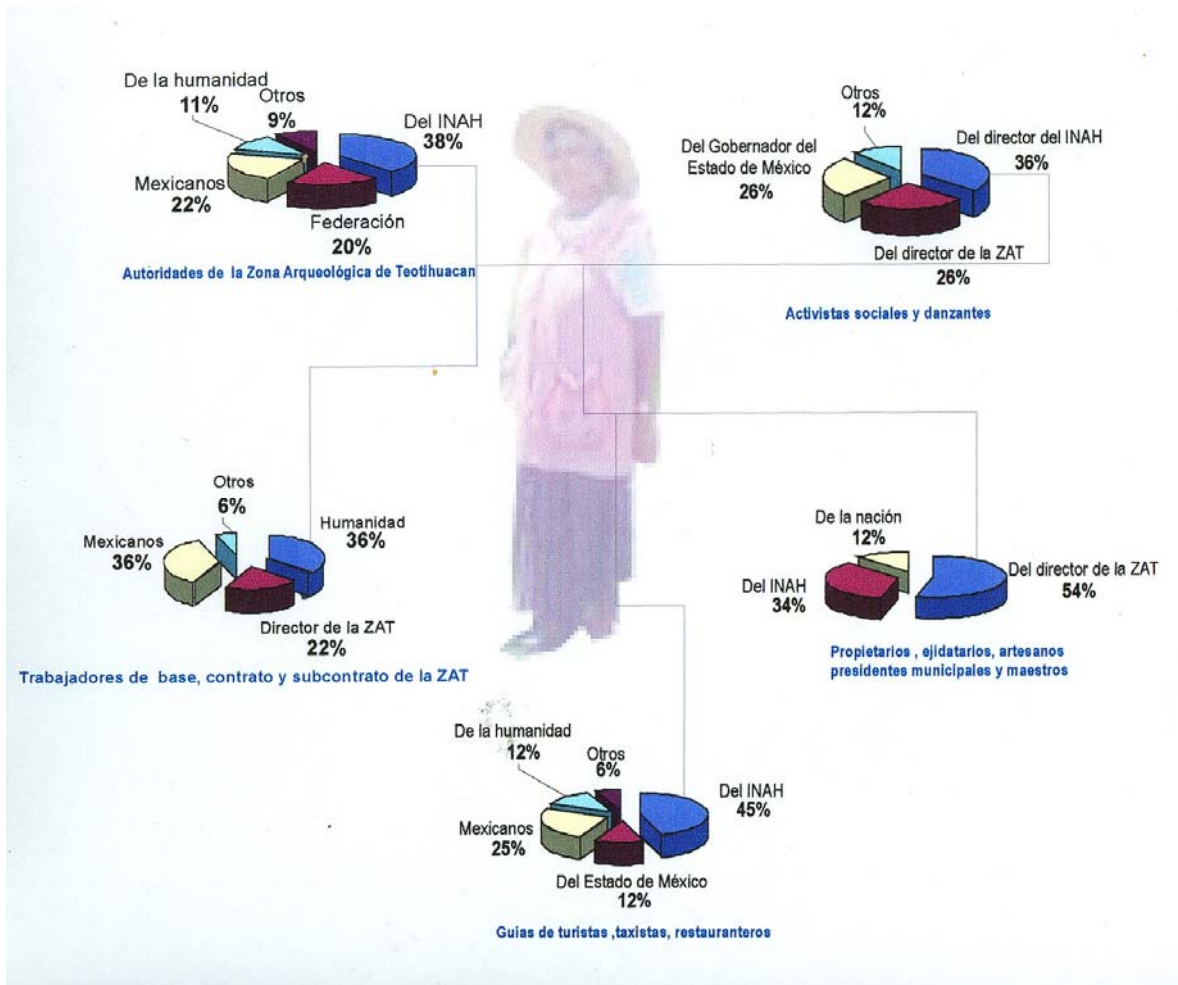 De la humanidad
11%
Otros
9%
Del INAH
38%
Mexicanos
22%
Federación
20%
Autoridades de la Zona Arqueológica de Teotihuacan
Otros
12%
Del director del INAH
36%
Del Gobernador del
Estado de México
26%
Del director de la ZAT
26%
Activistas sociales y danzantes
Otros
6%
Humanidad
36%
Mexicanos
36%
Director de la ZAT
22%
Trabajadores de base, contrato y subcontrato de la ZAT
De la nación
12%
Del director de la ZAT
54%
Del INAH
34%
Propietarios , ejidatarios, artesanos
presidentes municipales y maestros
De la humanidad
12%
Otros
6%
Del INAH
45%
Mexicanos
25%
Del Estado de México
12%
Guías de turistas ,taxistas, restauranteros